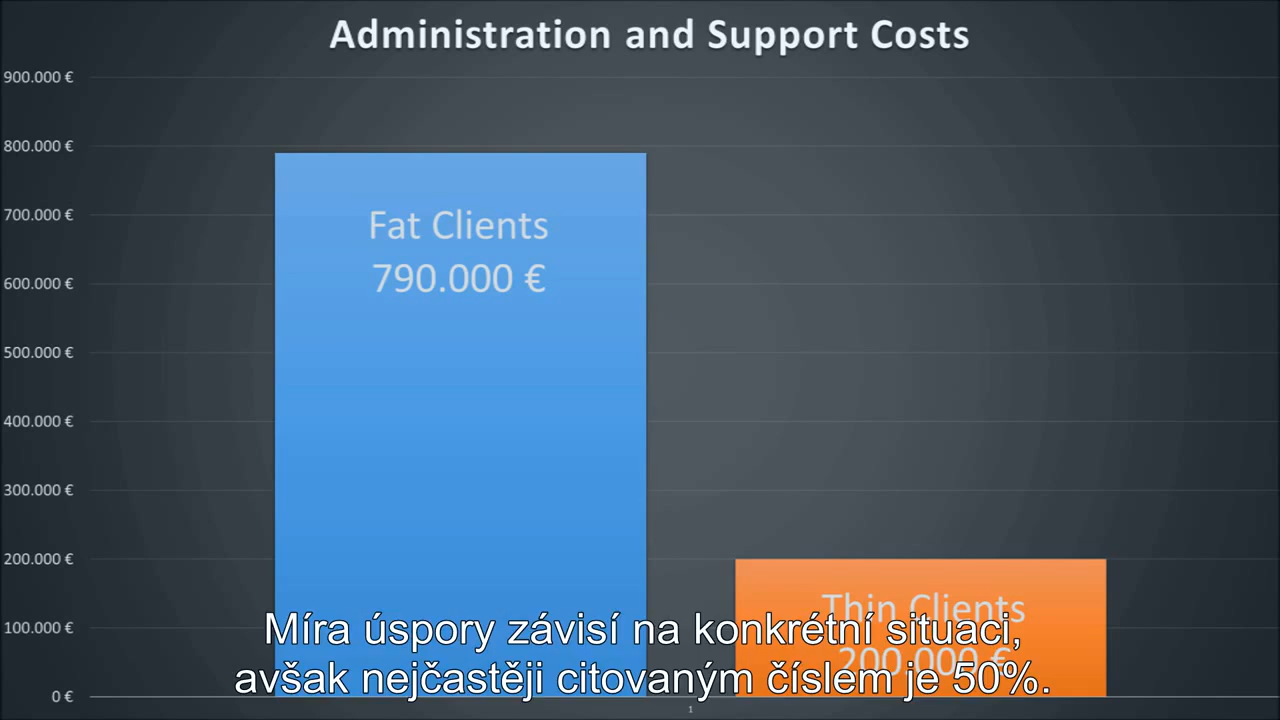 Administration and Support Costs
900.000 €
800.000 €
700.000 €
600.000 €
500.000 €
400.000 €
300.000 €
200.000 €
100.000 €
0 €
Fat Clients
790.000 €
Thin Clients
200.000 €
1
Míra úspory závisí na konkrétní situaci,
avšak nejčastěji citovaným číslem je 50%.